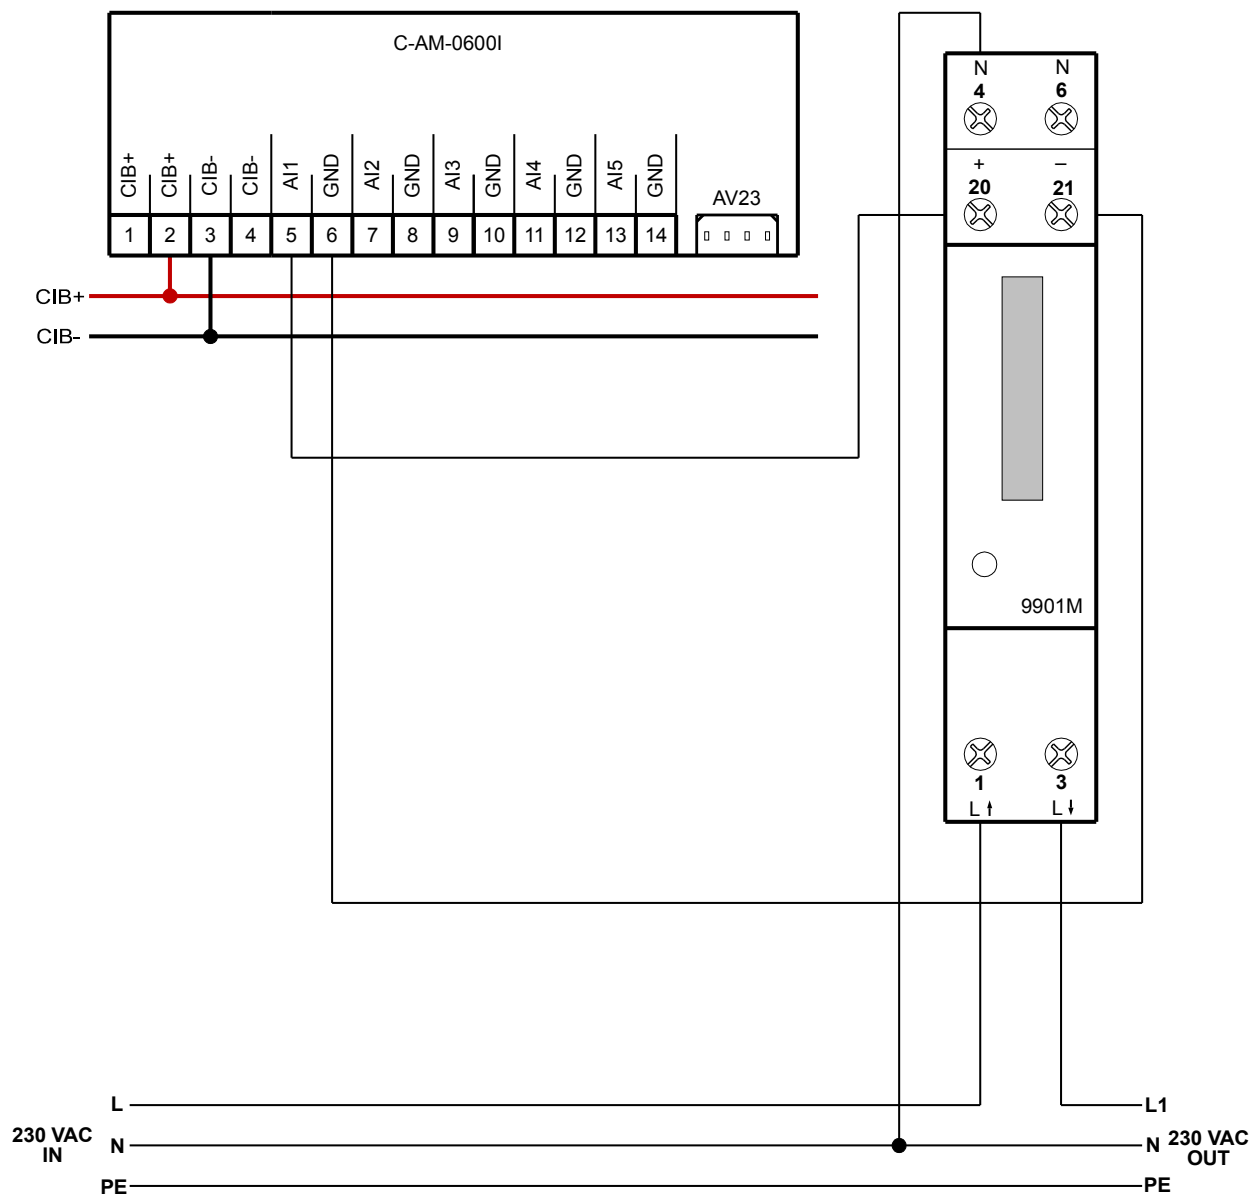 C-AM-0600I
CIB+ CIB+ CIB- CIB- AI1 GND AI2 GND AI3 GND AI4 GND AI5 GND
AV23
1 2 3 4 5 6 7 8 9 10 11 12 13 14
CIB+
CIB-
N N
4 6
+ –
20 21
9901M
1 3
L L
L L1
230 VAC
IN
N N
230 VAC
OUT
PE PE